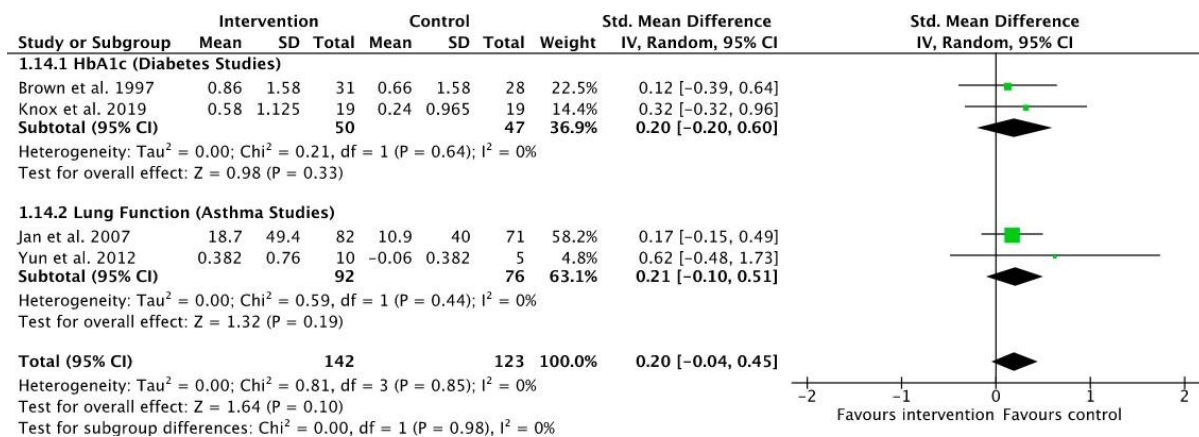 Intervention Control Std. Mean Difference Std. Mean Difference
Study or Subgroup Mean SD Total Mean SD Total Weight IV, Random, 95% CI IV, Random, 95% CI
1.14.1 HbA1c (Diabetes Studies)
Brown et al. 1997 0.86 1.58 31 0.66 1.58 28 22.5% 0.12 [-0.39, 0.64]
Knox et al. 2019 0.58 1.125 19 0.24 0.965 19 14.4% 0.32 [-0.32, 0.96]
Subtotal (95% CI) 50 47 36.9% 0.20 [-0.20, 0.60]
Heterogeneity: Tau² = 0.00; Chi² = 0.21, df = 1 (P = 0.64); I² = 0%
Test for overall effect: Z = 0.98 (P = 0.33)
1.14.2 Lung Function (Asthma Studies)
Jan et al. 2007 18.7 49.4 82 10.9 40 71 58.2% 0.17 [-0.15, 0.49]
Yun et al. 2012 0.382 0.76 10 -0.06 0.382 5 4.8% 0.62 [-0.48, 1.73]
Subtotal (95% CI) 92 76 63.1% 0.21 [-0.10, 0.51]
Heterogeneity: Tau² = 0.00; Chi² = 0.59, df = 1 (P = 0.44); I² = 0%
Test for overall effect: Z = 1.32 (P = 0.19)
Total (95% CI) 142 123 100.0% 0.20 [-0.04, 0.45]
Heterogeneity: Tau² = 0.00; Chi² = 0.81, df = 3 (P = 0.85); I² = 0%
Test for overall effect: Z = 1.64 (P = 0.10)
Test for subgroup differences: Chi² = 0.00, df = 1 (P = 0.98), I² = 0%
-2 -1 0 1 2
Favours intervention Favours control